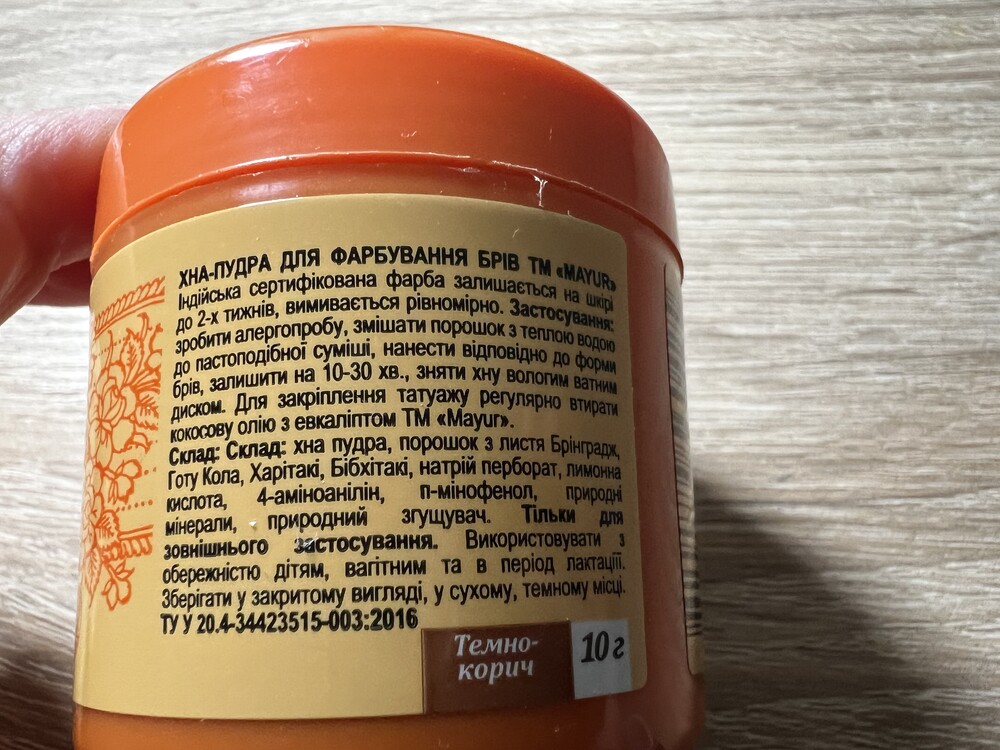 ХНА-ПУДРА ДЛЯ ФАРБУВАННЯ БРІВ ТМ «MAYUR»
Індійська сертифікована фарба залишається на шкірі
до 2-х тижнів, вимивається рівномірно. Застосування:
зробити алергопробу, змішати порошок з теплою водою
до пастоподібної суміші, нанести відповідно до форми
брів, залишити на 10-30 хв., зняти хну вологим ватним
диском. Для закріплення татуажу регулярно втирати
кокосову олію з евкаліптом ТМ «Mayur».
Склад: Склад: хна пудра, порошок з листя Брінградж,
Готу Кола, Харітакі, Бібхітакі, натрій перборат, лимонна
кислота, 4-аміноанілін, п-мінофенол, природні
мінерали, природний згущувач. Тільки для
зовнішнього застосування. Використовувати з
обережністю дітям, вагітним та в період лактаціїї.
Зберігати у закритому вигляді, у сухому, темному місці.
ТУ У 20.4-34423515-003:2016
Темно-
корич
10 г